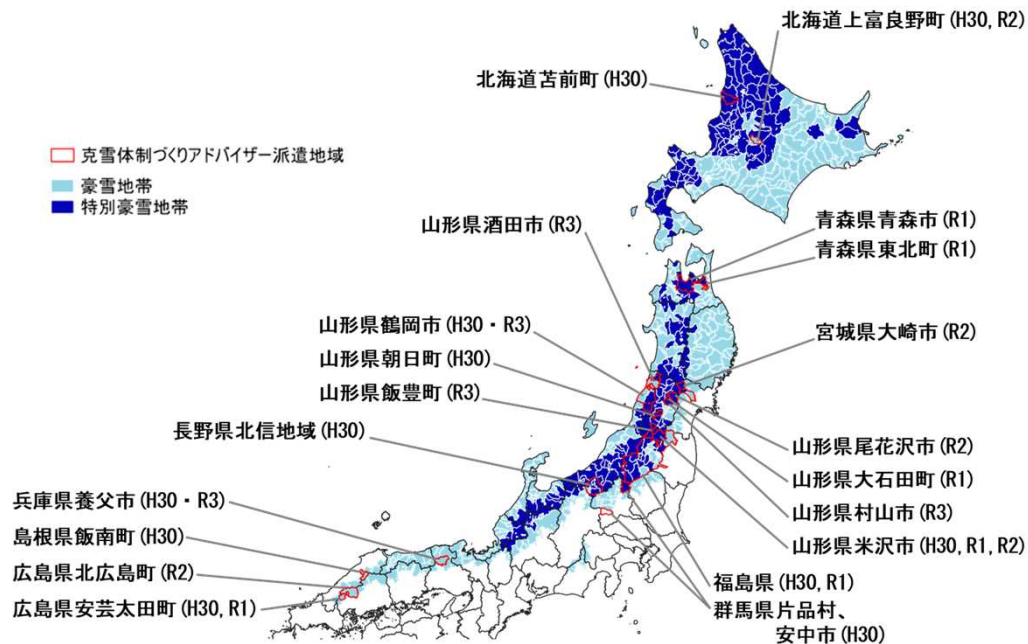 北海道上富良野町(H30, R2)
北海道苫前町(H30)
克雪体制づくりアドバイザー派遣地域
豪雪地帯
特別豪雪地帯
山形県酒田市(R3)
青森県青森市(R1)
青森県東北町(R1)
山形県鶴岡市(H30・R3)
宮城県大崎市(R2)
山形県朝日町(H30)
山形県飯豊町(R3)
長野県北信地域(H30)
山形県尾花沢市(R2)
山形県大石田町(R1)
兵庫県養父市(H30・R3)
山形県村山市(R3)
島根県飯南町(H30)
山形県米沢市(H30, R1, R2)
広島県北広島町(R2)
福島県(H30, R1)
広島県安芸太田町(H30, R1)
群馬県片品村、
安中市(H30)